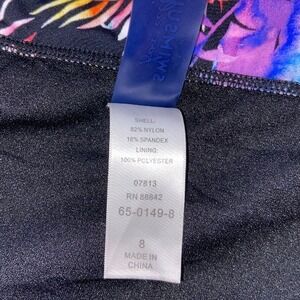 SHELL:
82% NYLON
18% SPANDEX
LINING:
100% POLYESTER
07813
RN 88842
65-0149-8
8
MADE IN
CHINA